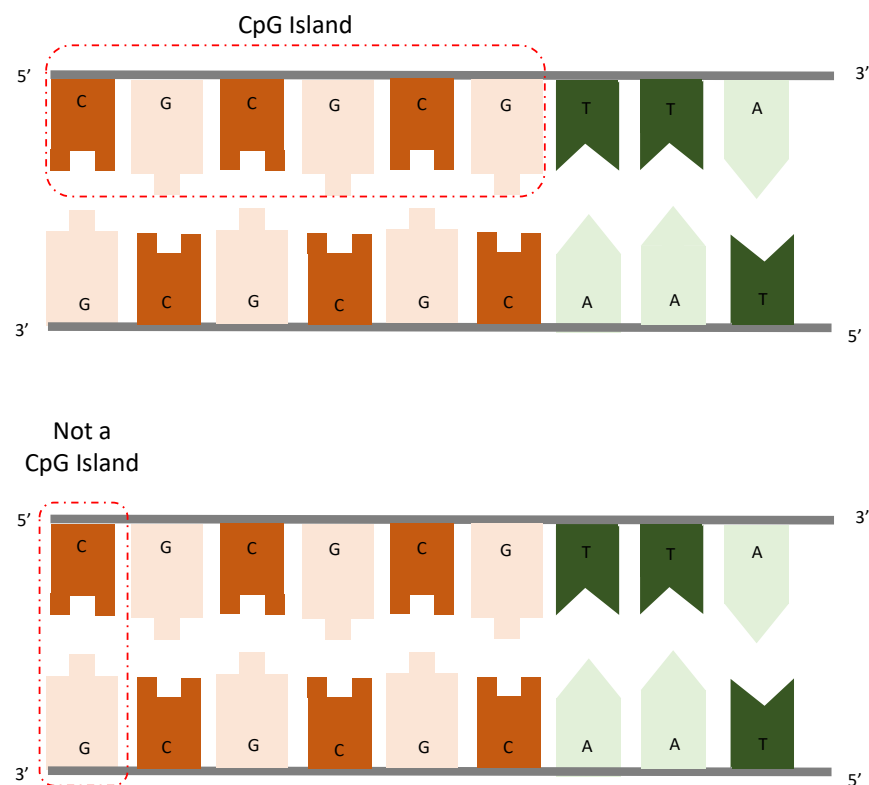 CpG Island
5’ 3’
C G C G C G T T A
G C G C G C A A T
3’ 5’
Not a
CpG Island
5’ 3’
C G C G C G T T A
G C G C G C A A T
3’ 5’